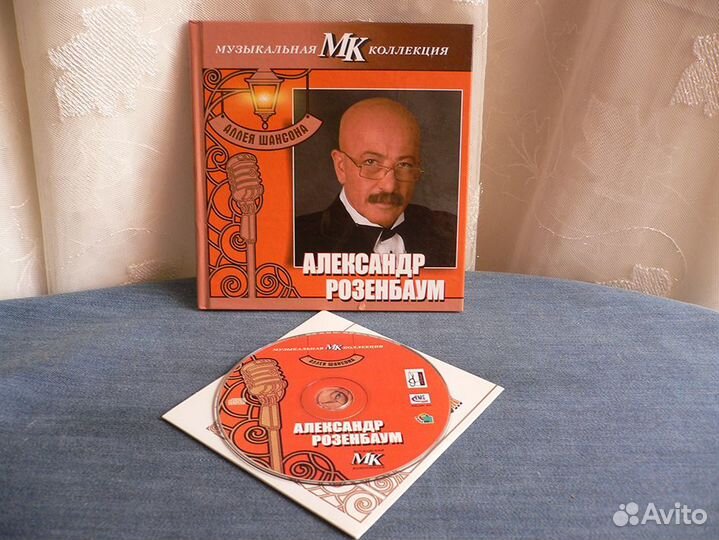 МУЗЫКАЛЬНАЯ МК КОЛЛЕКЦИЯ
АЛЛЕЯ ШАНСОНА
АЛЕКСАНДР
РОЗЕНБАУМ
МУЗЫКАЛЬНАЯ МК КОЛЛЕКЦИЯ
АЛЛЕЯ ШАНСОНА
АЛЕКСАНДР
РОЗЕНБАУМ
МК
Avito